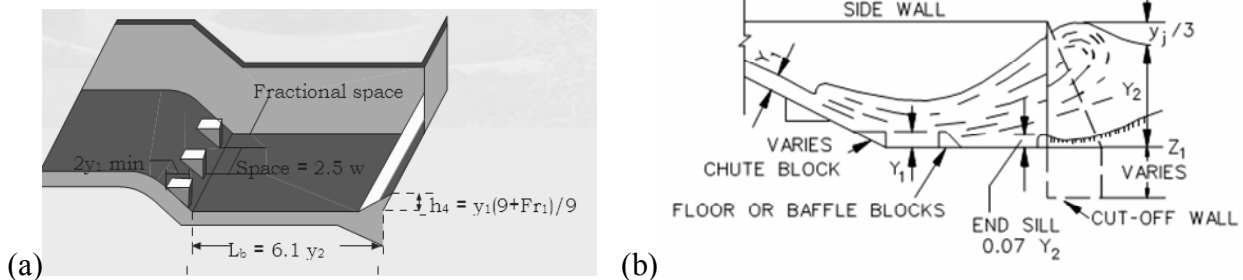 Fractional space
2y₁ min
Space = 2.5 w
h₄ = y₁(9+Fr₁)/9
L_b = 6.1 y₂
(a)
SIDE WALL
y_j/3
Y₁
Y₂
VARIES
CHUTE BLOCK
Y₁
Z₁
VARIES
FLOOR OR BAFFLE BLOCKS
END SILL
0.07 Y₂
CUT-OFF WALL
(b)